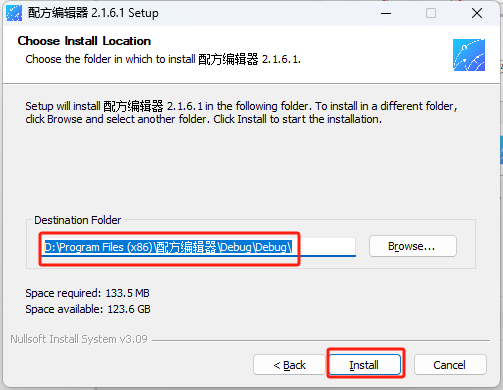 配方编辑器 2.1.6.1 Setup
Choose Install Location
Choose the folder in which to install 配方编辑器 2.1.6.1.
Setup will install 配方编辑器 2.1.6.1 in the following folder. To install in a different folder,
click Browse and select another folder. Click Install to start the installation.
Destination Folder
D:\Program Files (x86)\配方编辑器\Debug\Debug\
Browse...
Space required: 133.5 MB
Space available: 123.6 GB
Nullsoft Install System v3.09
< Back
Install
Cancel